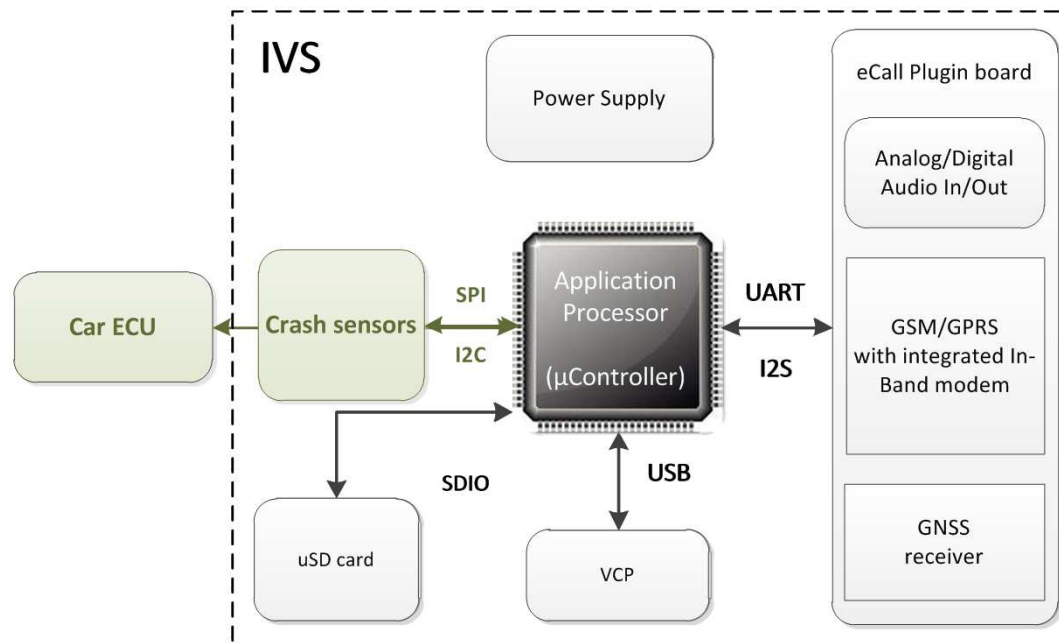 IVS
Power Supply
eCall Plugin board
Analog/Digital
Audio In/Out
Car ECU
Crash sensors
SPI
I2C
Application
Processor
(µController)
UART
I2S
GSM/GPRS
with integrated In-
Band modem
SDIO
USB
uSD card
VCP
GNSS
receiver